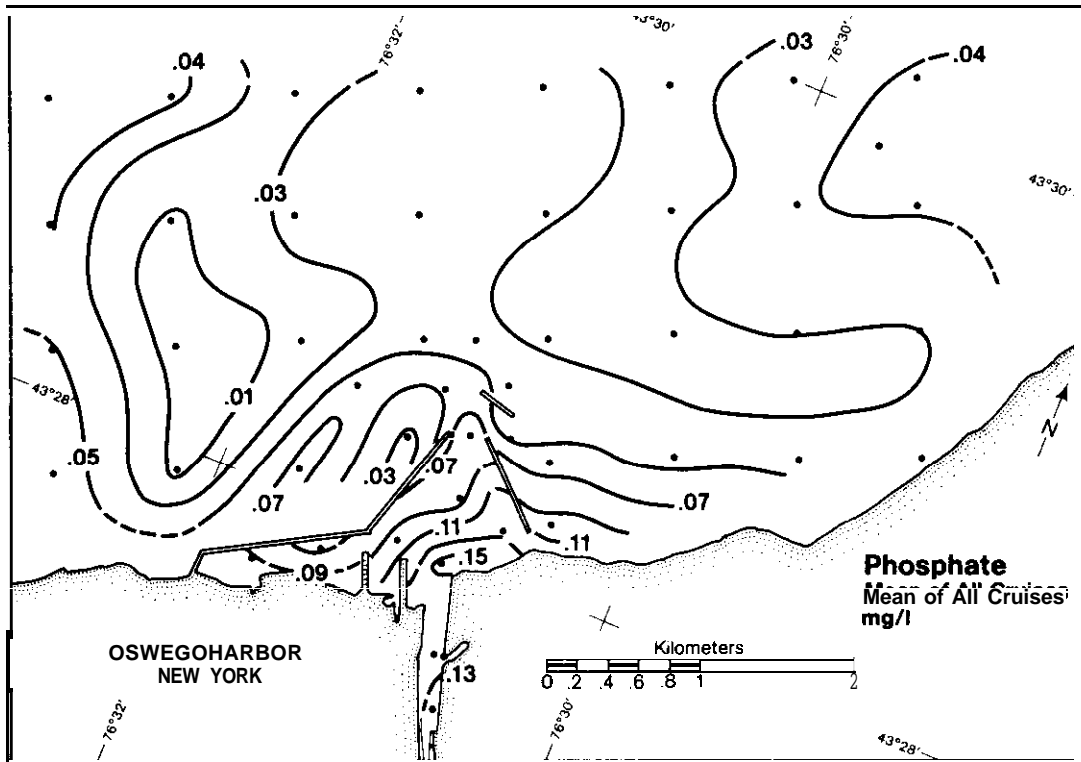 43°30'
76°32'
76°30'
.03
.04
.04
43°30'
.03
.01
43°28'
.05
.07
.03
.07
.07
.11
.11
.15
.09
Phosphate
Mean of All Cruises
mg/l
N
OSWEGOHARBOR
NEW YORK
Kilometers
0 .2 .4 .6 .8 1 2
.13
76°32'
76°30'
43°28'